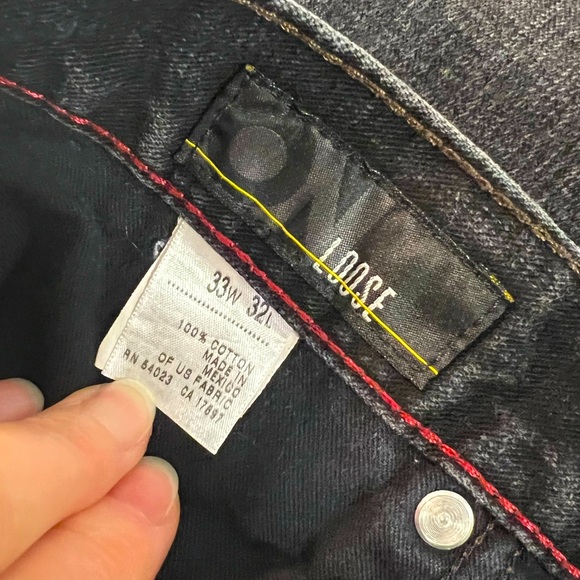 LOOSE
33W 32L
100% COTTON
MADE IN
MEXICO
OF US FABRIC
RN 54023 CA 17897